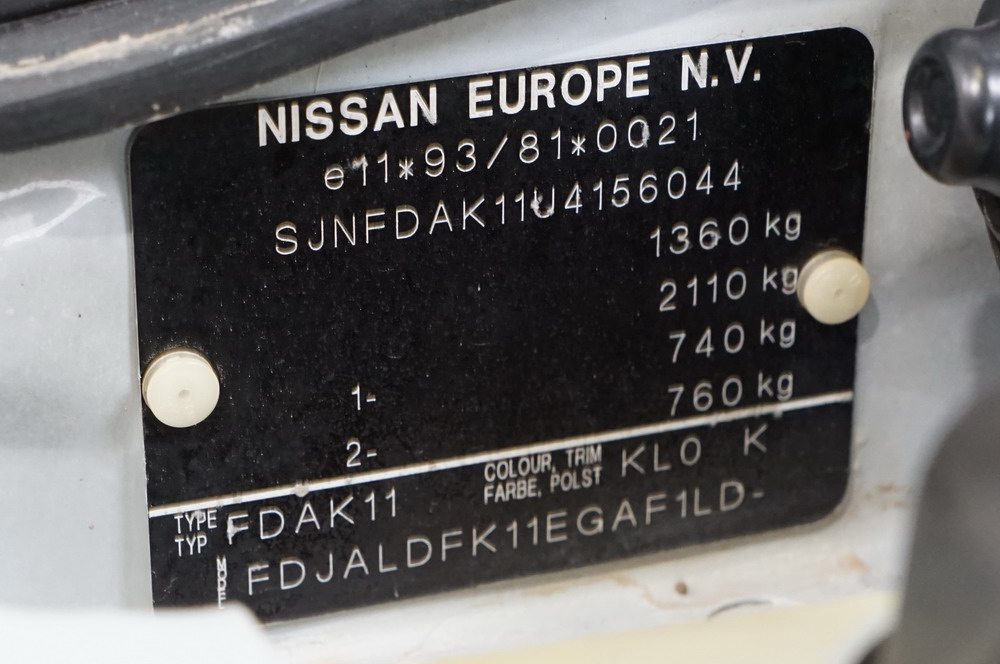 NISSAN EUROPE N.V.
e11*93/81*0021
SJNFDAK11U4156044
1360 kg
2110 kg
1- 740 kg
2- 760 kg
TYPE
TYP FDAK11
COLOUR, TRIM
FARBE, POLST KL0 K
MODEL FDJALDFK11EGAF1LD-